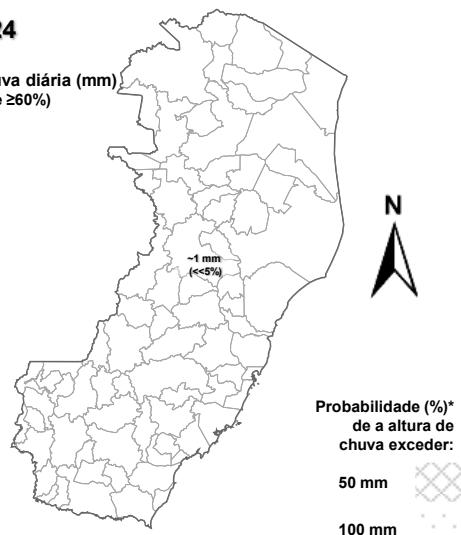 24
uva diária (mm)
e ≥60%)
N
~1 mm
(<<5%)
Probabilidade (%)*
de a altura de
chuva exceder:
50 mm
100 mm